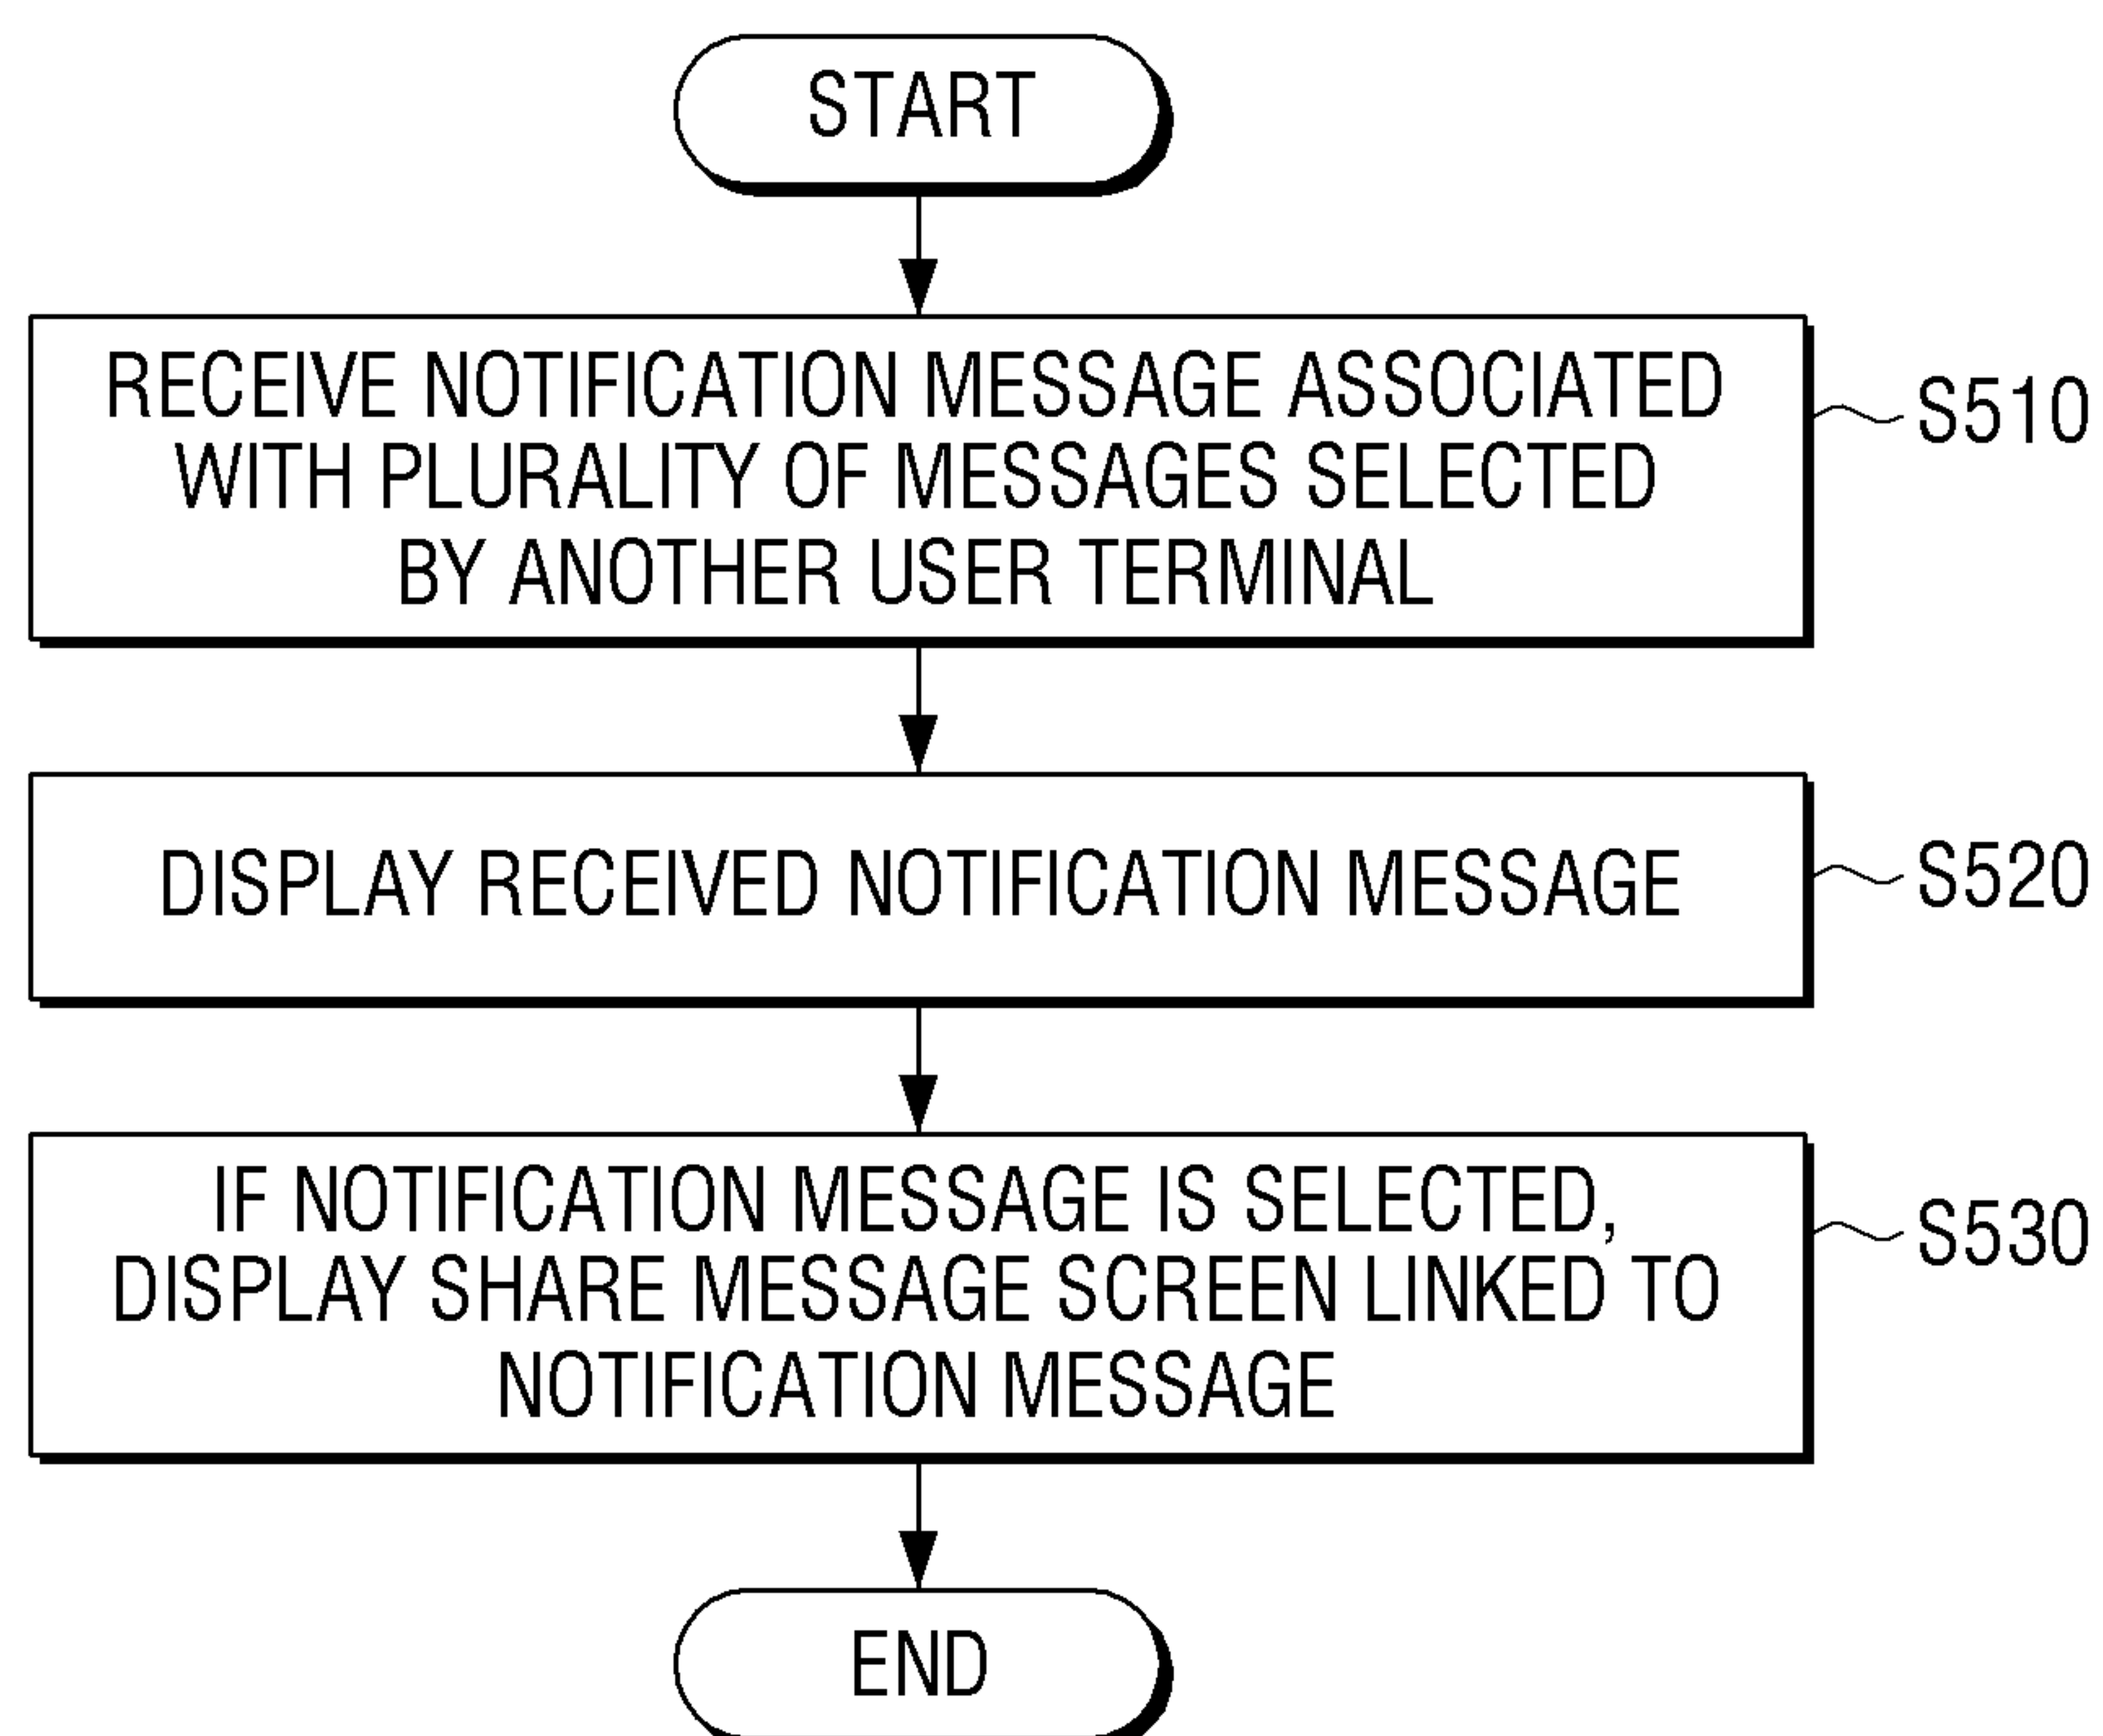 START
RECEIVE NOTIFICATION MESSAGE ASSOCIATED
WITH PLURALITY OF MESSAGES SELECTED
BY ANOTHER USER TERMINAL
S510
DISPLAY RECEIVED NOTIFICATION MESSAGE
S520
IF NOTIFICATION MESSAGE IS SELECTED,
DISPLAY SHARE MESSAGE SCREEN LINKED TO
NOTIFICATION MESSAGE
S530
END